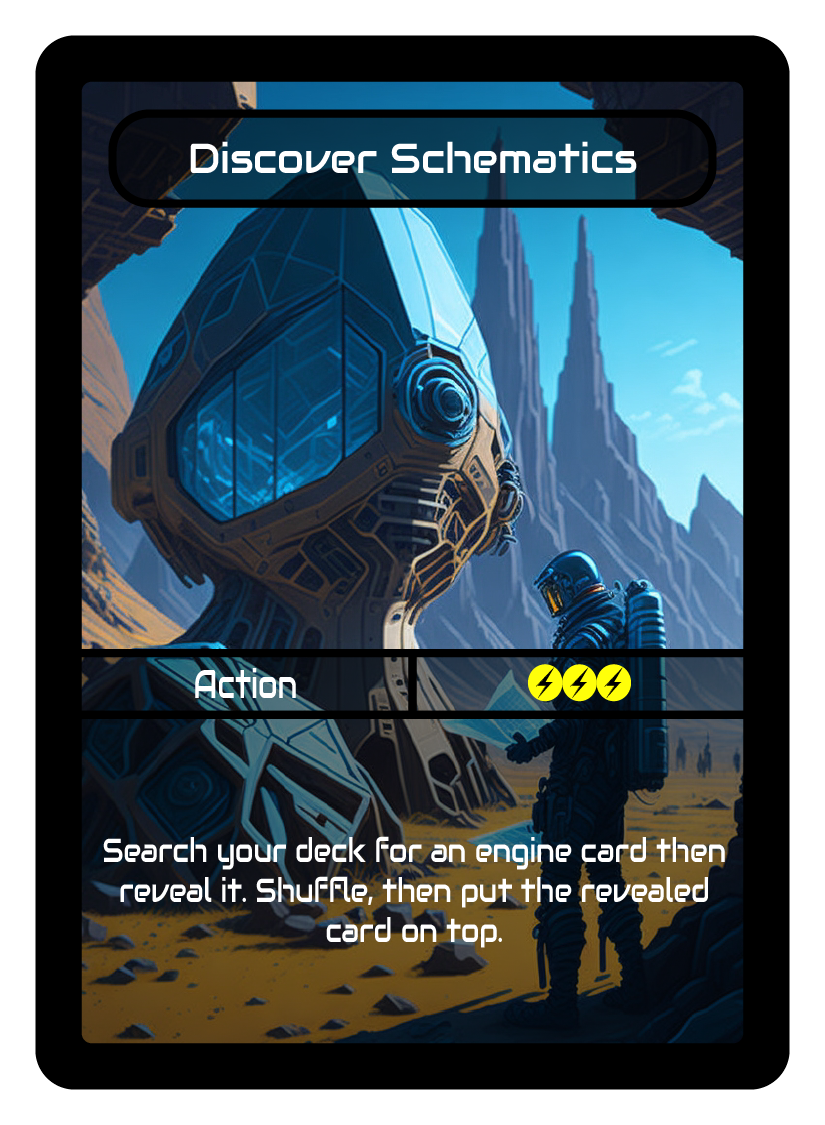 Discover Schematics
Action
Search your deck for an engine card then
reveal it. Shuffle, then put the revealed
card on top.